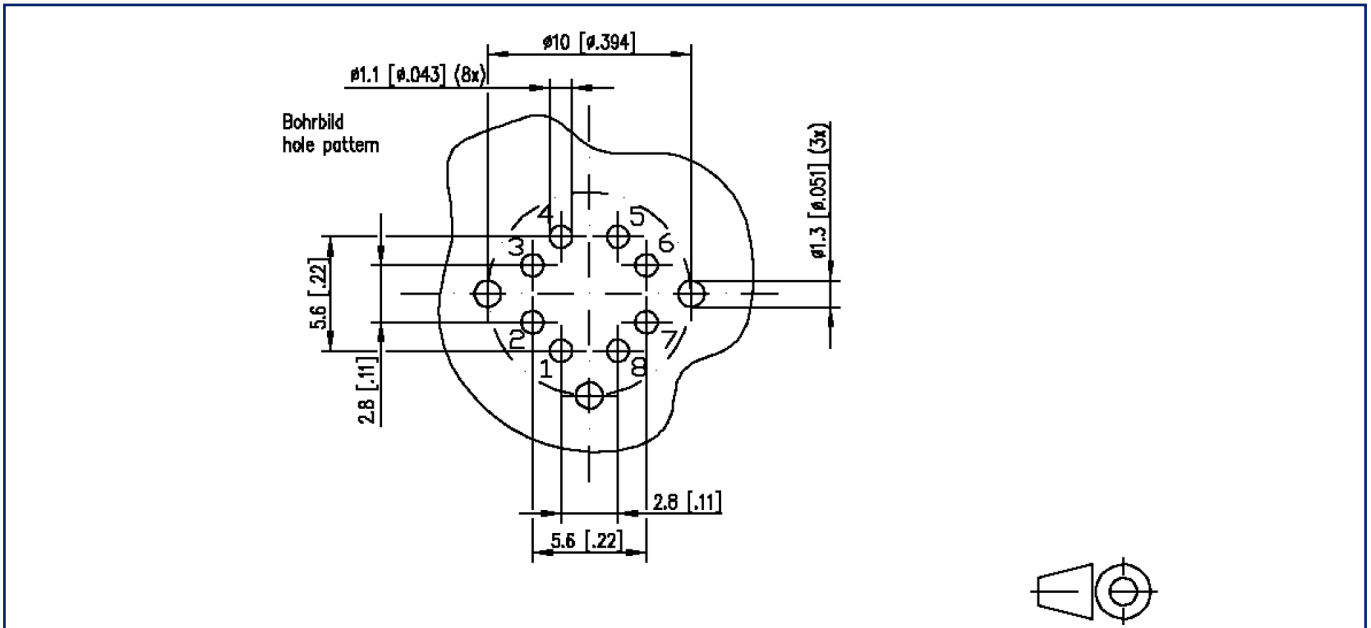 ø10 [ø.394]
ø1.1 [ø.043] (8x)
Bohrbild
hole pattern
ø1.3 [ø.051] (3x)
4 5
3 6
5.6 [.22]
2 7
1 8
2.8 [.11]
2.8 [.11]
5.6 [.22]